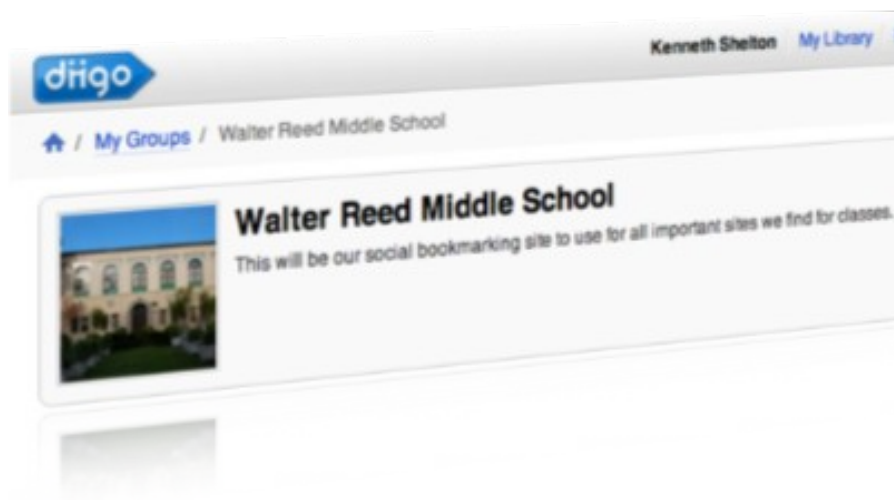 diigo
Kenneth Shelton My Library
/ My Groups / Walter Reed Middle School
Walter Reed Middle School
This will be our social bookmarking site to use for all important sites we find for classes.